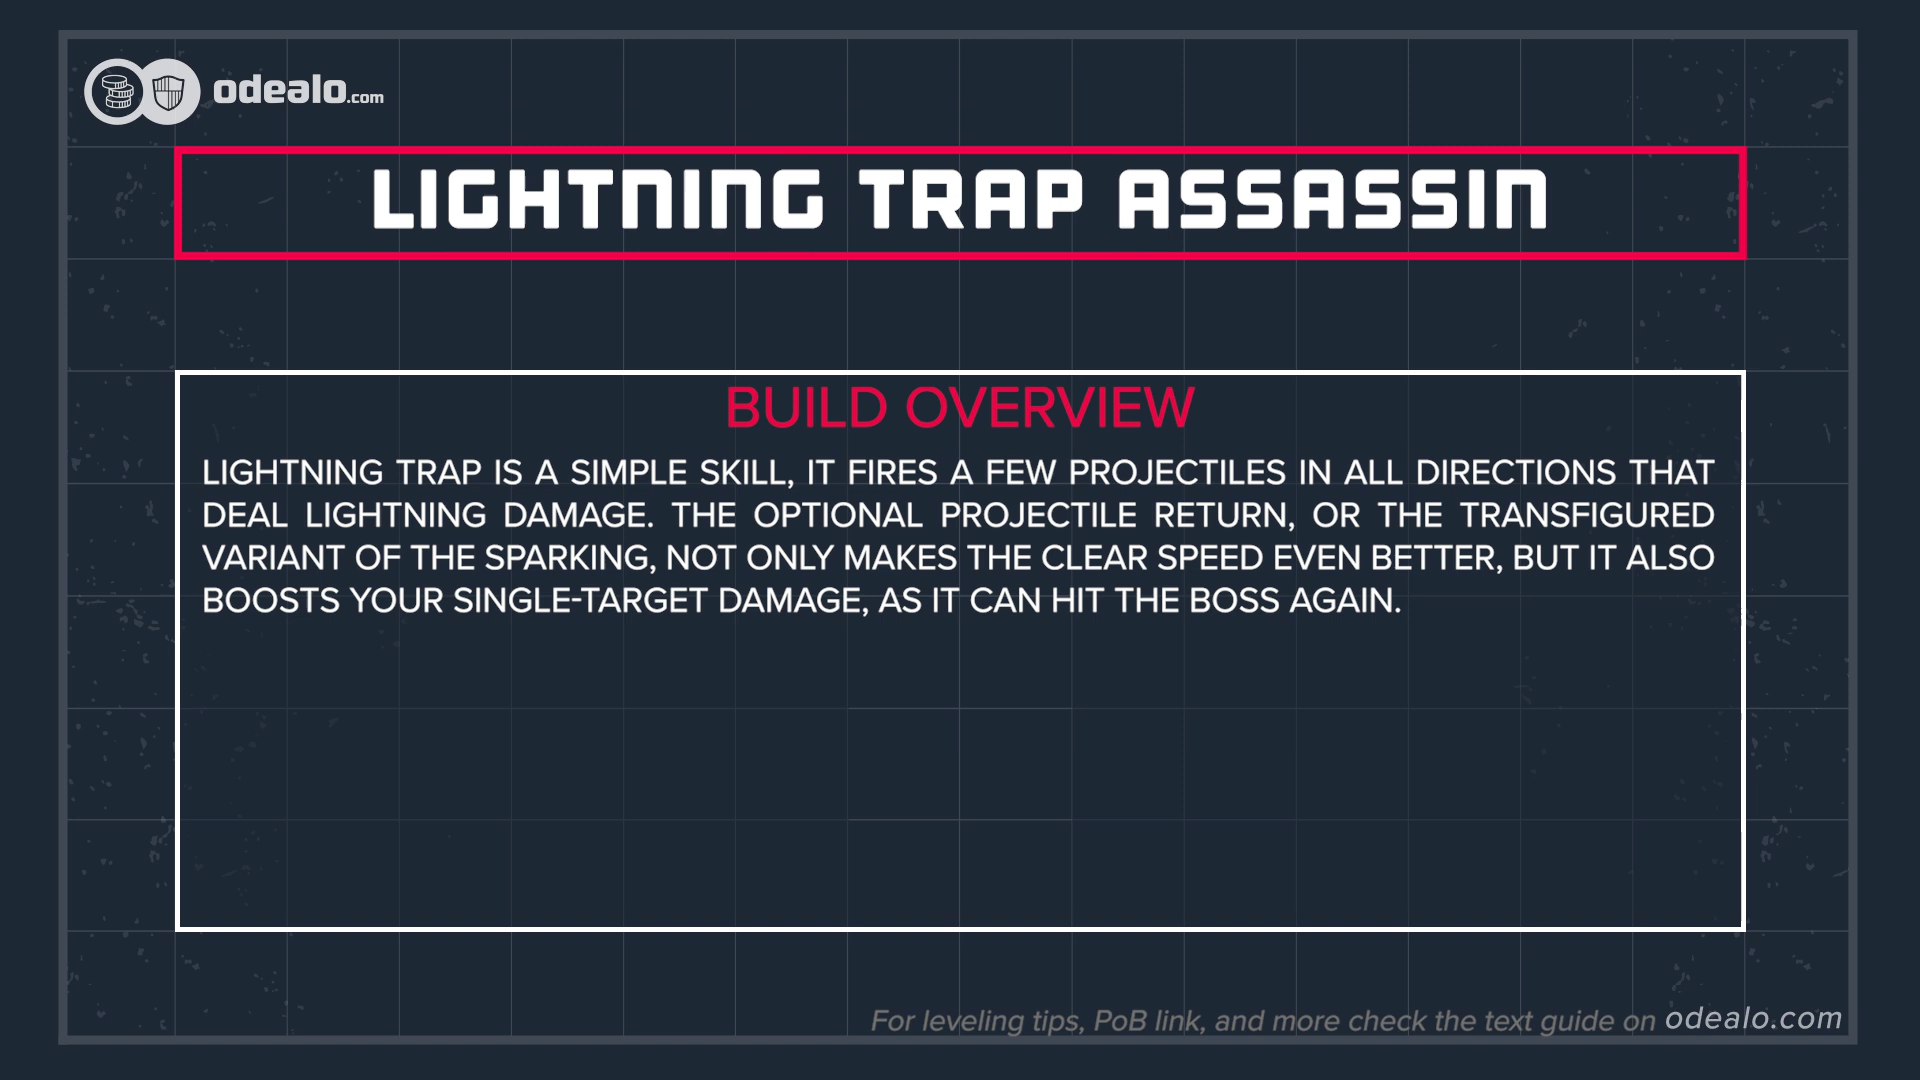 odealo.com
LIGHTNING TRAP ASSASSIN
BUILD OVERVIEW
LIGHTNING TRAP IS A SIMPLE SKILL, IT FIRES A FEW PROJECTILES IN ALL DIRECTIONS THAT
DEAL LIGHTNING DAMAGE. THE OPTIONAL PROJECTILE RETURN, OR THE TRANSFIGURED
VARIANT OF THE SPARKING, NOT ONLY MAKES THE CLEAR SPEED EVEN BETTER, BUT IT ALSO
BOOSTS YOUR SINGLE-TARGET DAMAGE, AS IT CAN HIT THE BOSS AGAIN.
For leveling tips, PoB link, and more check the text guide on odealo.com